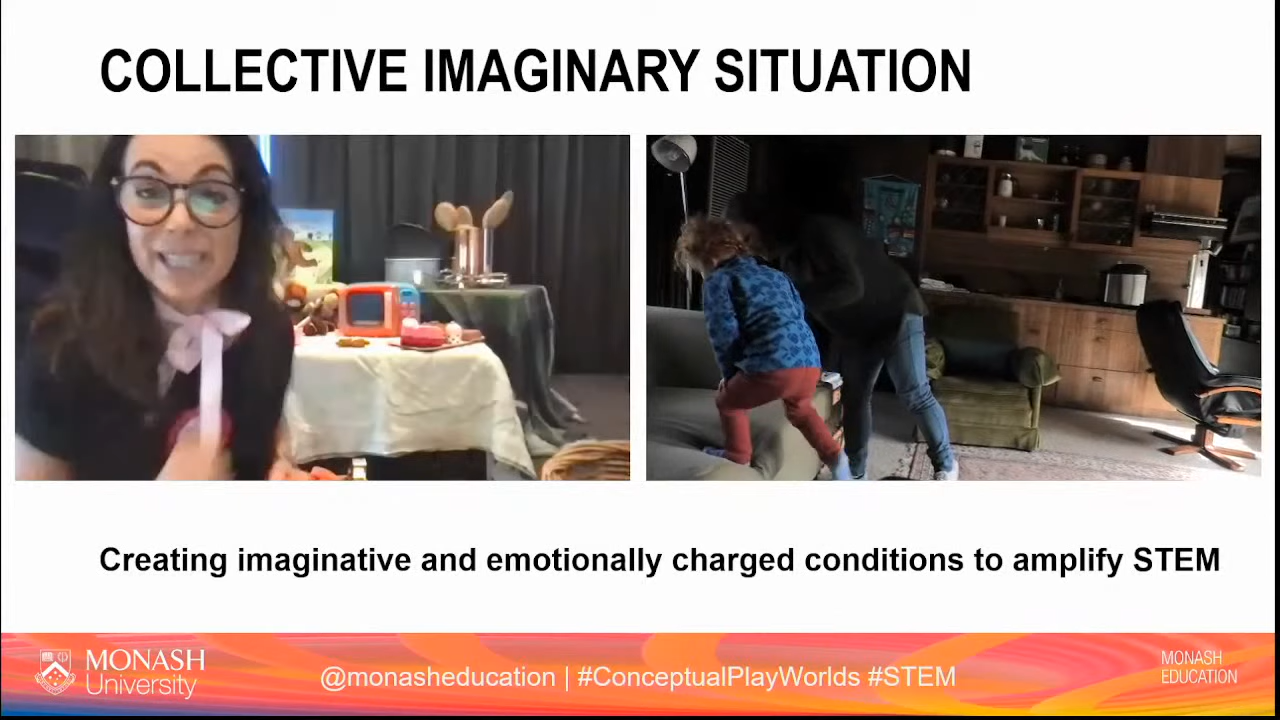 COLLECTIVE IMAGINARY SITUATION
Creating imaginative and emotionally charged conditions to amplify STEM
MONASH
University
@monasheducation | #ConceptualPlayWorlds #STEM
MONASH
EDUCATION